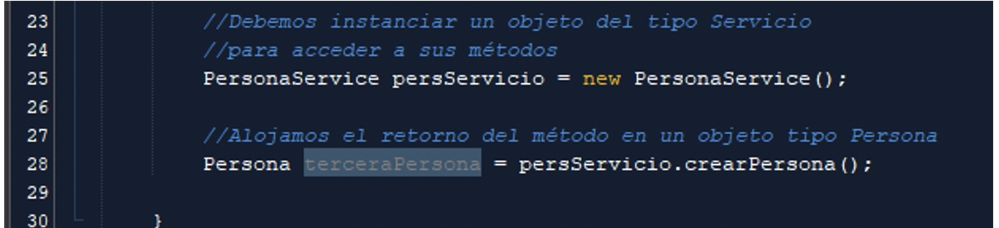 23 //Debemos instanciar un objeto del tipo Servicio
24 //para acceder a sus métodos
25 PersonaService persServicio = new PersonaService();
26
27 //Alojamos el retorno del método en un objeto tipo Persona
28 Persona terceraPersona = persServicio.crearPersona();
29
30 }